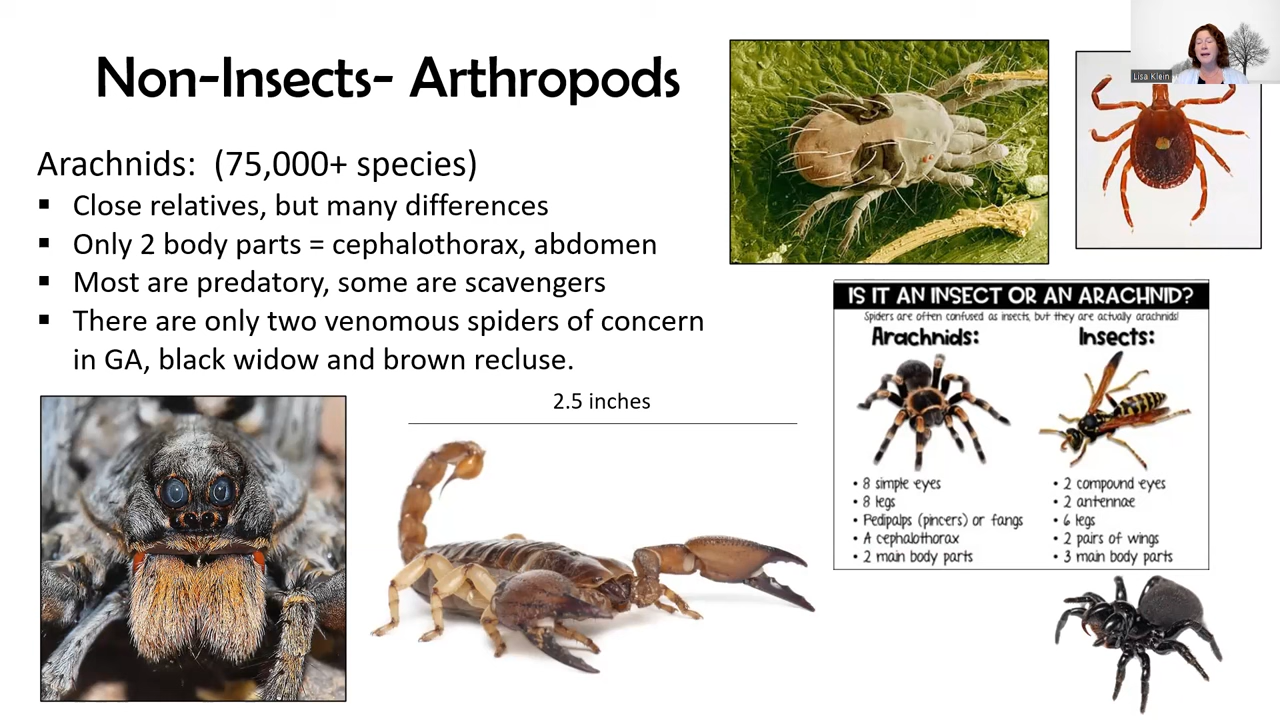 Non-Insects- Arthropods
Lisa Klein
Arachnids: (75,000+ species)
▪ Close relatives, but many differences
▪ Only 2 body parts = cephalothorax, abdomen
▪ Most are predatory, some are scavengers
▪ There are only two venomous spiders of concern
in GA, black widow and brown recluse.
2.5 inches
IS IT AN INSECT OR AN ARACHNID?
Spiders are often confused as insects, but they are actually arachnids!
Arachnids:
• 8 simple eyes
• 8 legs
• Pedipalps (pincers) or fangs
• A cephalothorax
• 2 main body parts
Insects:
• 2 compound eyes
• 2 antennae
• 6 legs
• 2 pairs of wings
• 3 main body parts